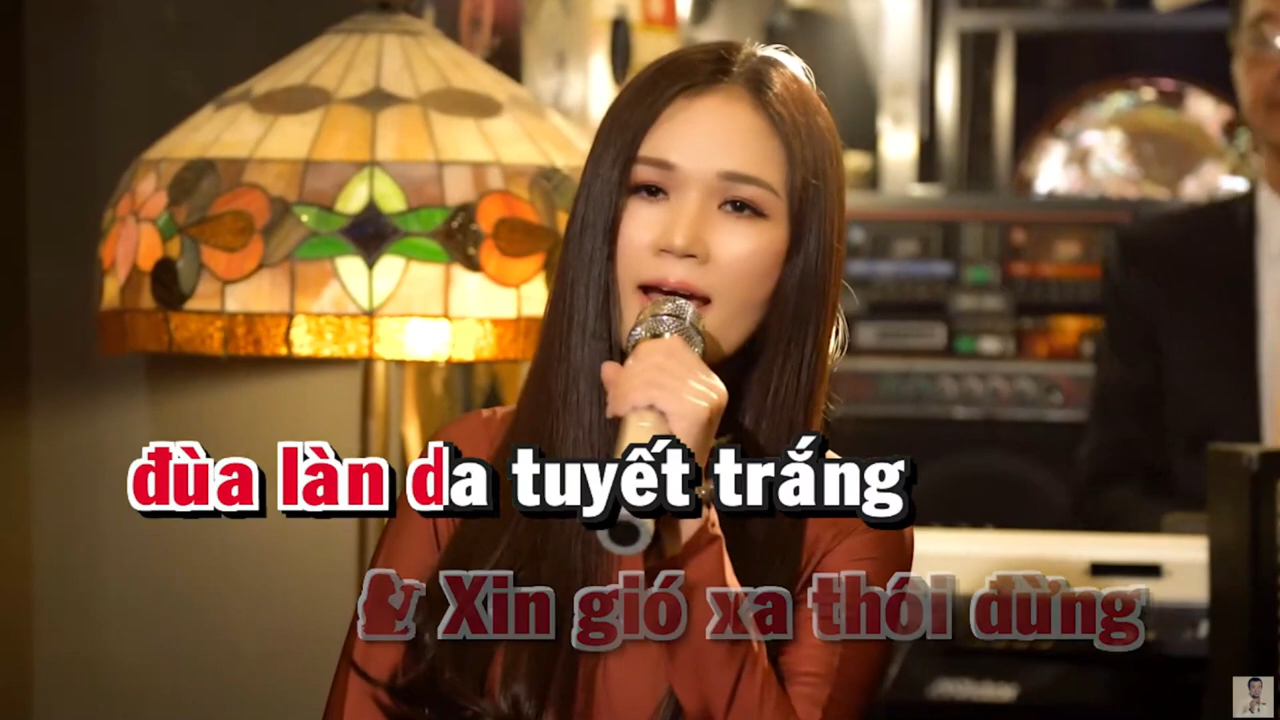 đùa làn da tuyết trắng
Xin gió xa thôi đừng